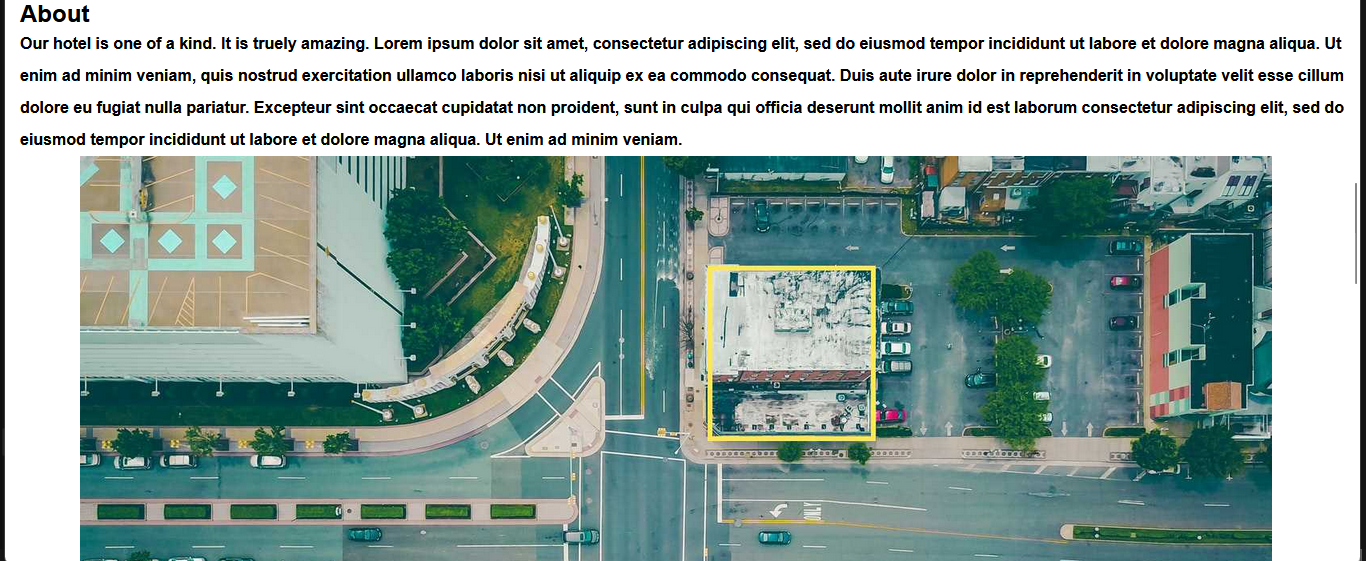 About
Our hotel is one of a kind. It is truely amazing. Lorem ipsum dolor sit amet, consectetur adipiscing elit, sed do eiusmod tempor incididunt ut labore et dolore magna aliqua. Ut
enim ad minim veniam, quis nostrud exercitation ullamco laboris nisi ut aliquip ex ea commodo consequat. Duis aute irure dolor in reprehenderit in voluptate velit esse cillum
dolore eu fugiat nulla pariatur. Excepteur sint occaecat cupidatat non proident, sunt in culpa qui officia deserunt mollit anim id est laborum consectetur adipiscing elit, sed do
eiusmod tempor incididunt ut labore et dolore magna aliqua. Ut enim ad minim veniam.
ONLY